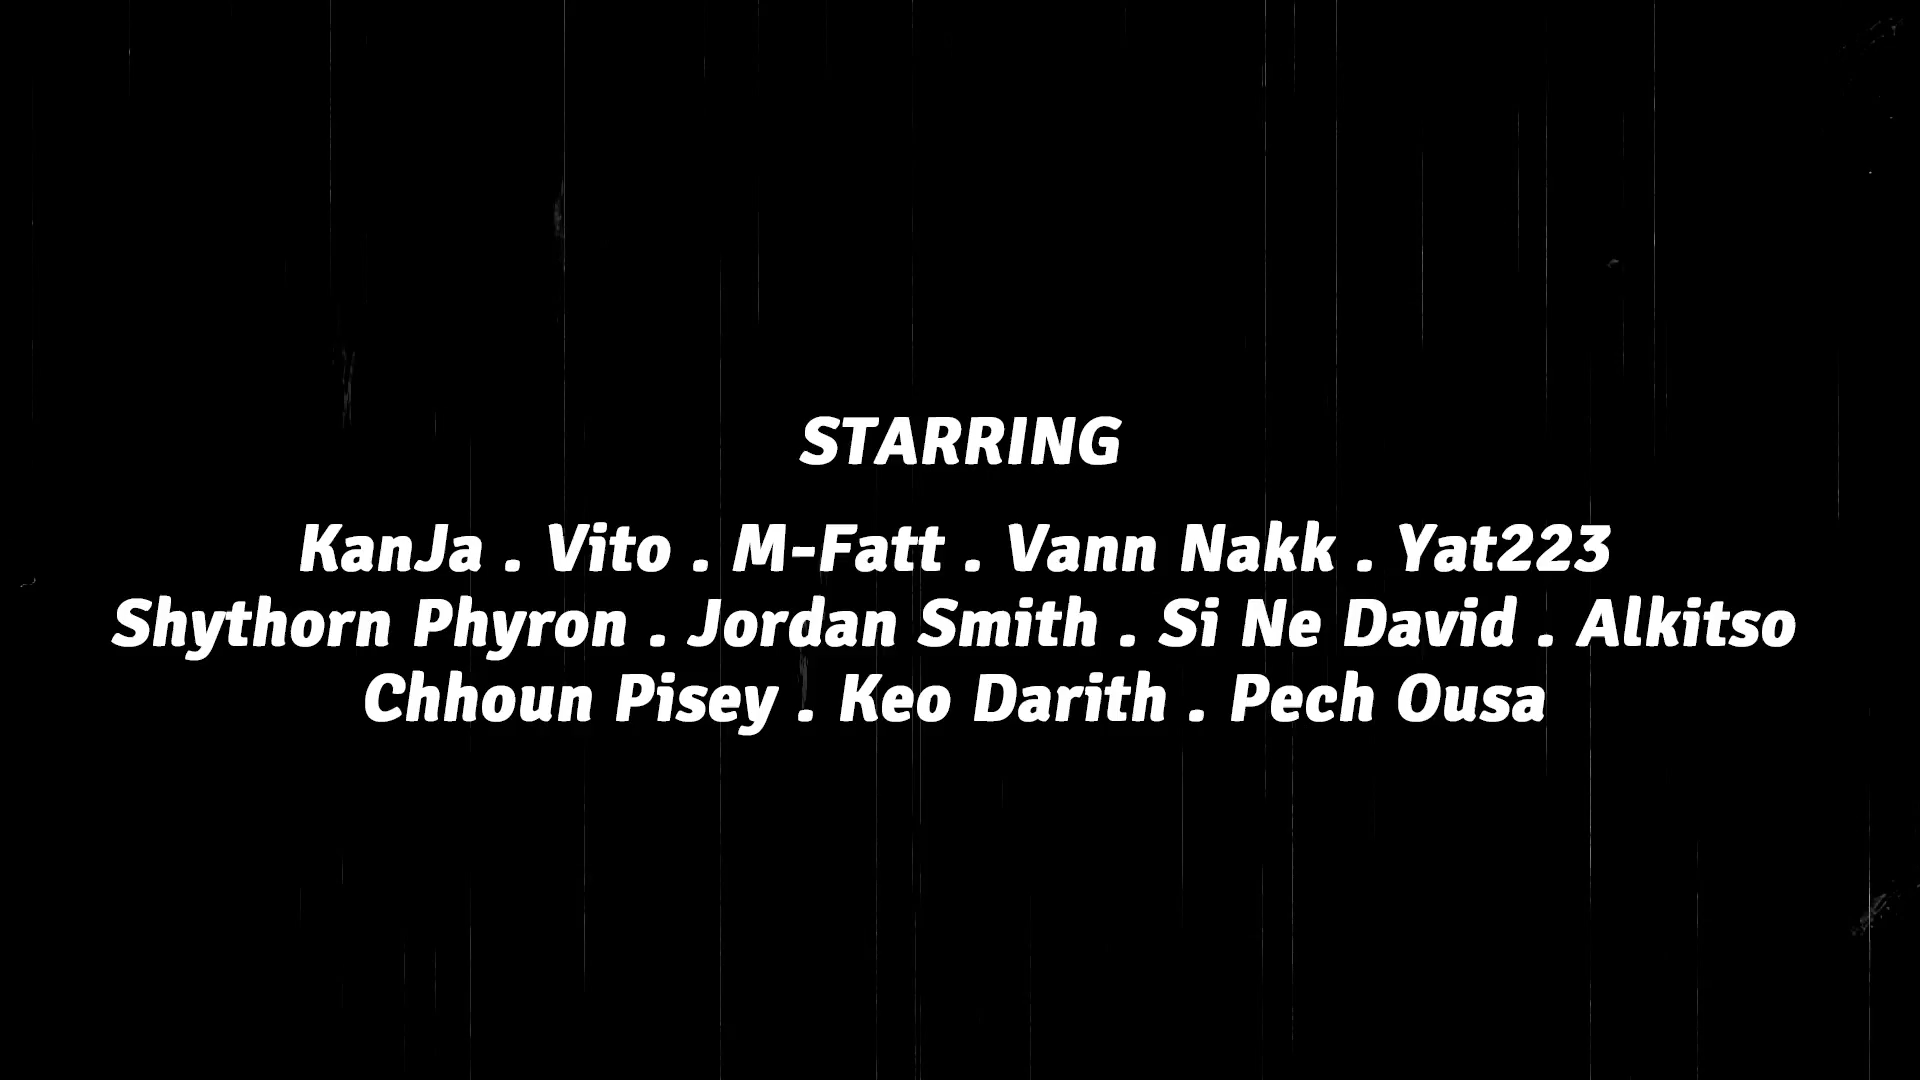 STARRING
KanJa . Vito . M-Fatt . Vann Nakk . Yat223
Shythorn Phyron . Jordan Smith . Si Ne David . Alkitso
Chhoun Pisey . Keo Darith . Pech Ousa